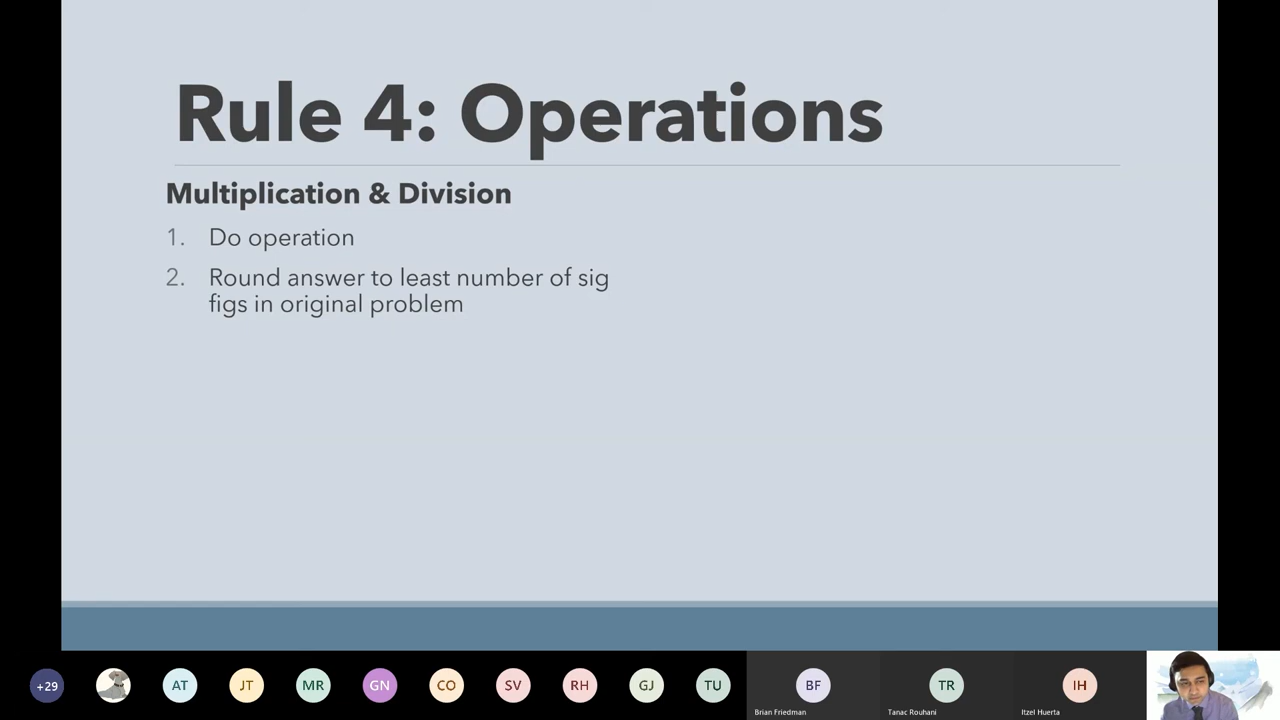 Rule 4: Operations
Multiplication & Division
1. Do operation
2. Round answer to least number of sig
figs in original problem
+29
AT
JT
MR
GN
CO
SV
RH
GJ
TU
BF
TR
IH
Brian Friedman
Tanac Rouhani
Itzel Huerta